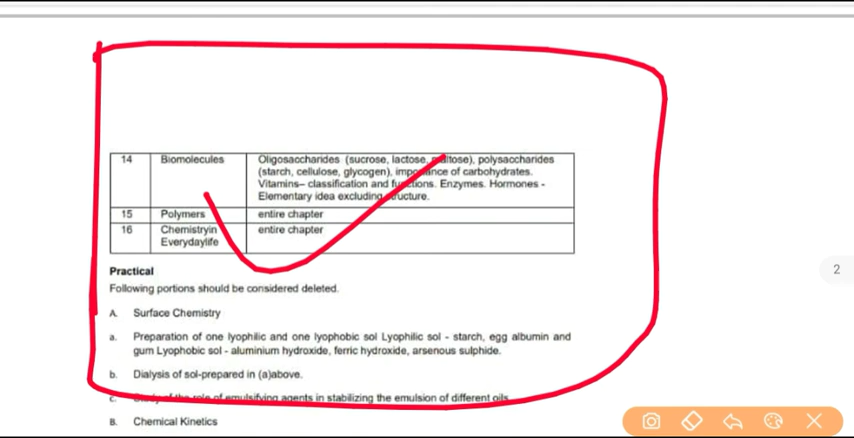 14 Biomolecules Oligosaccharides (sucrose, lactose, maltose), polysaccharides
(starch, cellulose, glycogen), importance of carbohydrates.
Vitamins– classification and functions. Enzymes. Hormones -
Elementary idea excluding structure.
15 Polymers entire chapter
16 Chemistryin entire chapter
Everydaylife
Practical
Following portions should be considered deleted.
2
A. Surface Chemistry
a. Preparation of one lyophilic and one lyophobic sol Lyophilic sol - starch, egg albumin and
gum Lyophobic sol - aluminium hydroxide, ferric hydroxide, arsenous sulphide.
b. Dialysis of sol-prepared in (a)above.
c. Study of the role of emulsifying agents in stabilizing the emulsion of different oils.
B. Chemical Kinetics